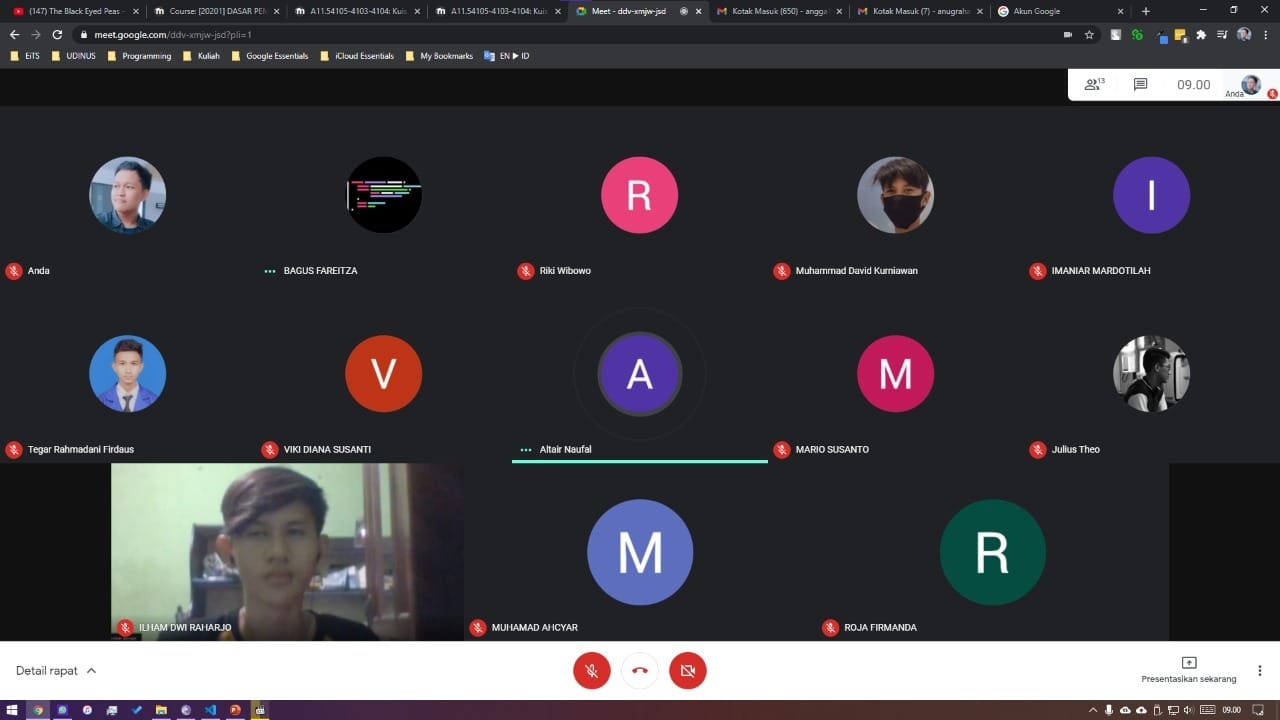 (147) The Black Eyed Peas -
Course: [20201] DASAR PEM
A11.54105-4103-4104: Kuis
A11.54105-4103-4104: Kuis
Meet - ddv-xmjw-jsd
Kotak Masuk (650) - angga
Kotak Masuk (7) - anugrah
Akun Google
meet.google.com/ddv-xmjw-jsd?pli=1
EiTS
UDINUS
Programming
Kuliah
Google Essentials
iCloud Essentials
My Bookmarks
EN ▶ ID
13
09.00
Anda
R
I
Anda
BAGUS FAREITZA
Riki Wibowo
Muhammad David Kurniawan
IMANIAR MARDOTILAH
V
A
M
Tegar Rahmadani Firdaus
VIKI DIANA SUSANTI
Altair Naufal
MARIO SUSANTO
Julius Theo
M
R
ILHAM DWI RAHARJO
MUHAMAD AHCYAR
ROJA FIRMANDA
Detail rapat
Presentasikan sekarang
09.00